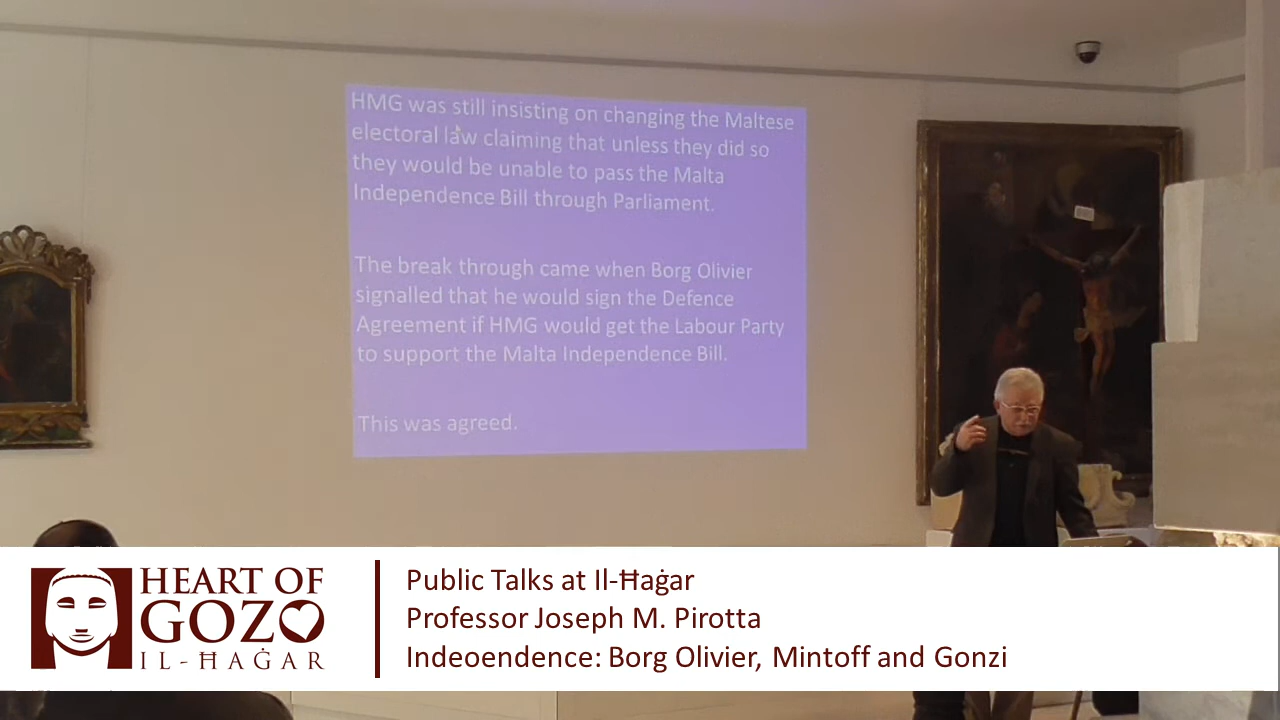 HMG was still insisting on changing the Maltese
electoral law claiming that unless they did so
they would be unable to pass the Malta
Independence Bill through Parliament.
The break through came when Borg Olivier
signalled that he would sign the Defence
Agreement if HMG would get the Labour Party
to support the Malta Independence Bill.
This was agreed.
HEART OF
GOZO
IL-ĦAĠAR
Public Talks at Il-Ħaġar
Professor Joseph M. Pirotta
Indeoendence: Borg Olivier, Mintoff and Gonzi